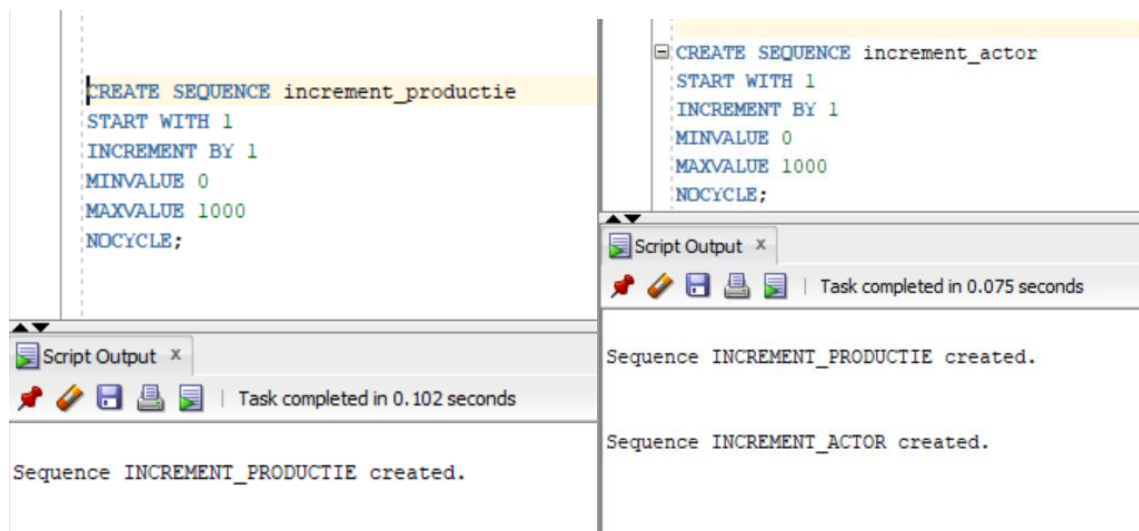 CREATE SEQUENCE increment_productie
START WITH 1
INCREMENT BY 1
MINVALUE 0
MAXVALUE 1000
NOCYCLE;
Script Output x
Task completed in 0.102 seconds
Sequence INCREMENT_PRODUCTIE created.
CREATE SEQUENCE increment_actor
START WITH 1
INCREMENT BY 1
MINVALUE 0
MAXVALUE 1000
NOCYCLE;
Script Output x
Task completed in 0.075 seconds
Sequence INCREMENT_PRODUCTIE created.
Sequence INCREMENT_ACTOR created.